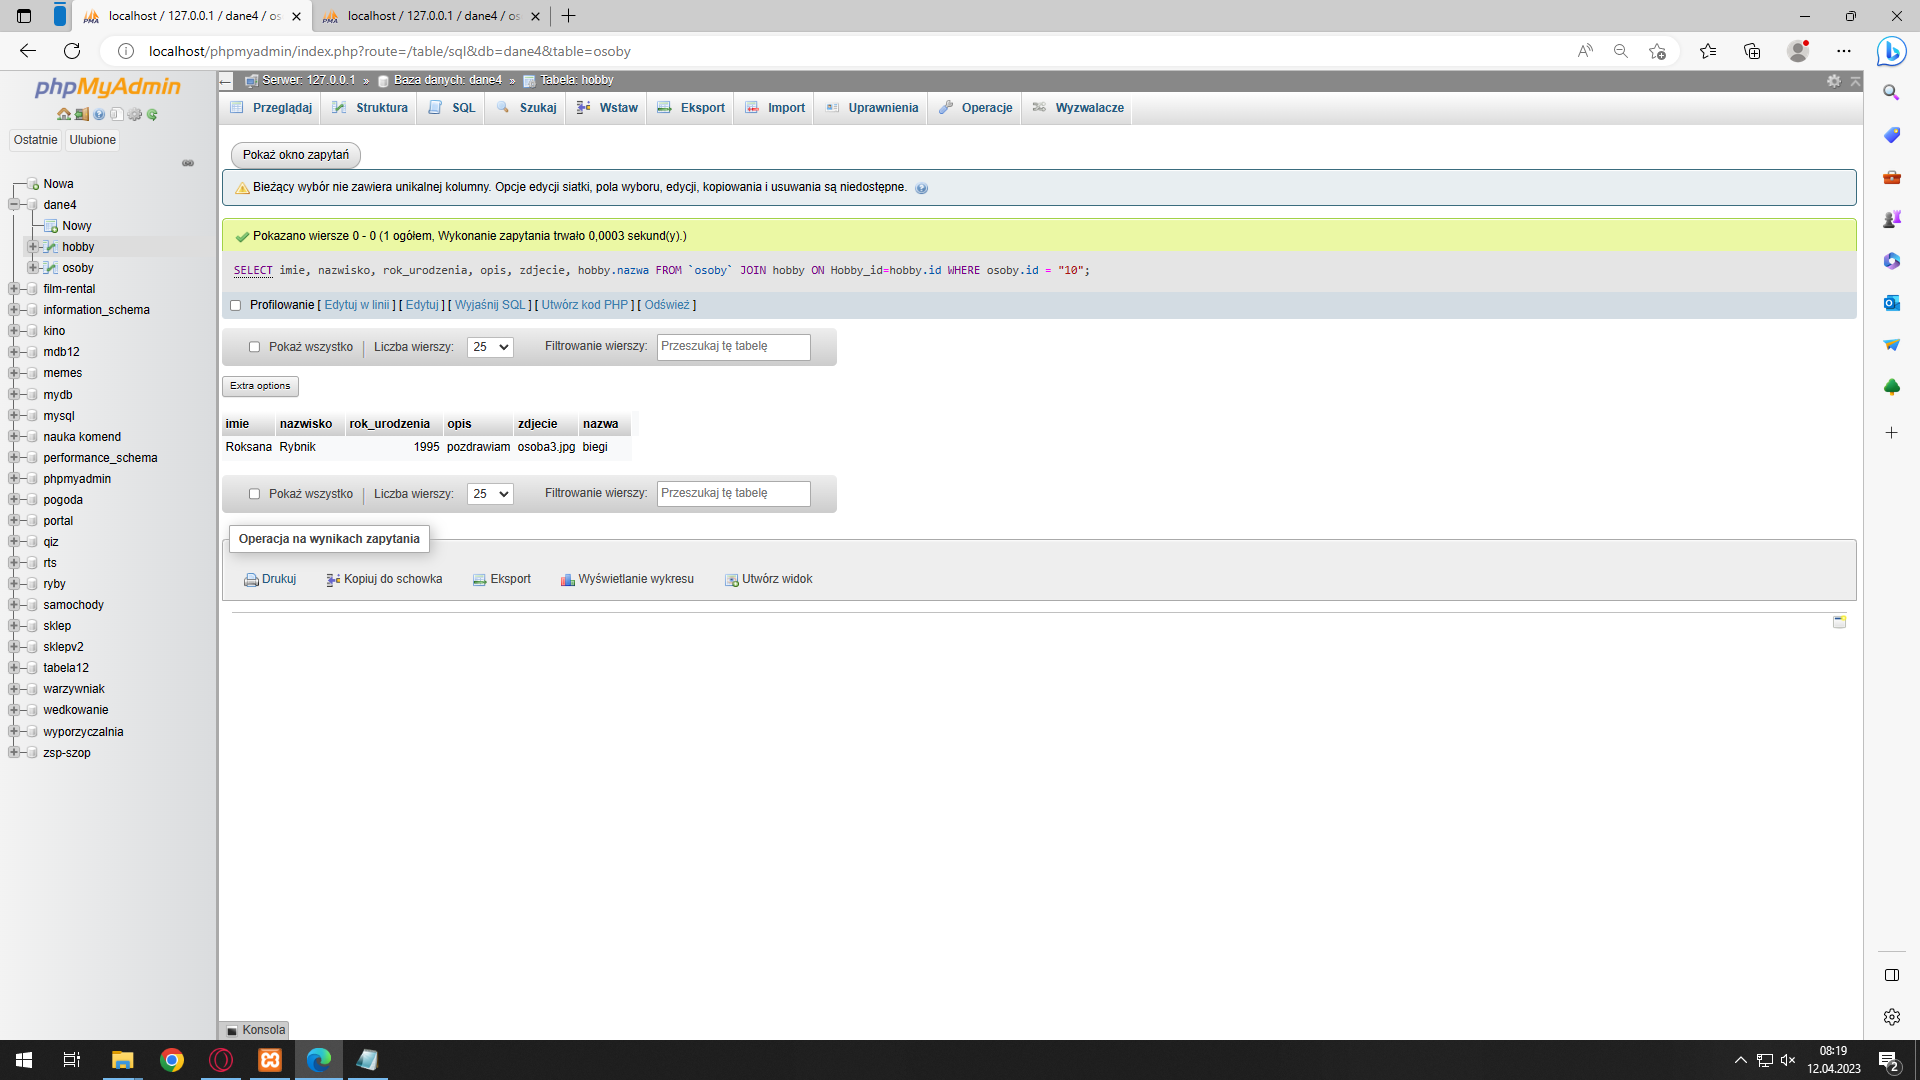 localhost / 127.0.0.1 / dane4 / os
localhost / 127.0.0.1 / dane4 / os
localhost/phpmyadmin/index.php?route=/table/sql&db=dane4&table=osoby
phpMyAdmin
Ostatnie Ulubione
Nowa
dane4
Nowy
hobby
osoby
film-rental
information_schema
kino
mdb12
memes
mydb
mysql
nauka komend
performance_schema
phpmyadmin
pogoda
portal
qiz
rts
ryby
samochody
sklep
sklepv2
tabela12
warzywniak
wedkowanie
wyporzyczalnia
zsp-szop
Serwer: 127.0.0.1 » Baza danych: dane4 » Tabela: hobby
Przeglądaj Struktura SQL Szukaj Wstaw Eksport Import Uprawnienia Operacje Wyzwalacze
Pokaż okno zapytań
Bieżący wybór nie zawiera unikalnej kolumny. Opcje edycji siatki, pola wyboru, edycji, kopiowania i usuwania są niedostępne.
Pokazano wiersze 0 - 0 (1 ogółem, Wykonanie zapytania trwało 0,0003 sekund(y).)
SELECT imie, nazwisko, rok_urodzenia, opis, zdjecie, hobby.nazwa FROM `osoby` JOIN hobby ON Hobby_id=hobby.id WHERE osoby.id = "10";
Profilowanie [ Edytuj w linii ] [ Edytuj ] [ Wyjaśnij SQL ] [ Utwórz kod PHP ] [ Odśwież ]
Pokaż wszystko | Liczba wierszy: 25 Filtrowanie wierszy: Przeszukaj tę tabelę
Extra options
imie nazwisko rok_urodzenia opis zdjecie nazwa
Roksana Rybnik 1995 pozdrawiam osoba3.jpg biegi
Pokaż wszystko | Liczba wierszy: 25 Filtrowanie wierszy: Przeszukaj tę tabelę
Operacja na wynikach zapytania
Drukuj Kopiuj do schowka Eksport Wyświetlanie wykresu Utwórz widok
Konsola
08:19
12.04.2023
2